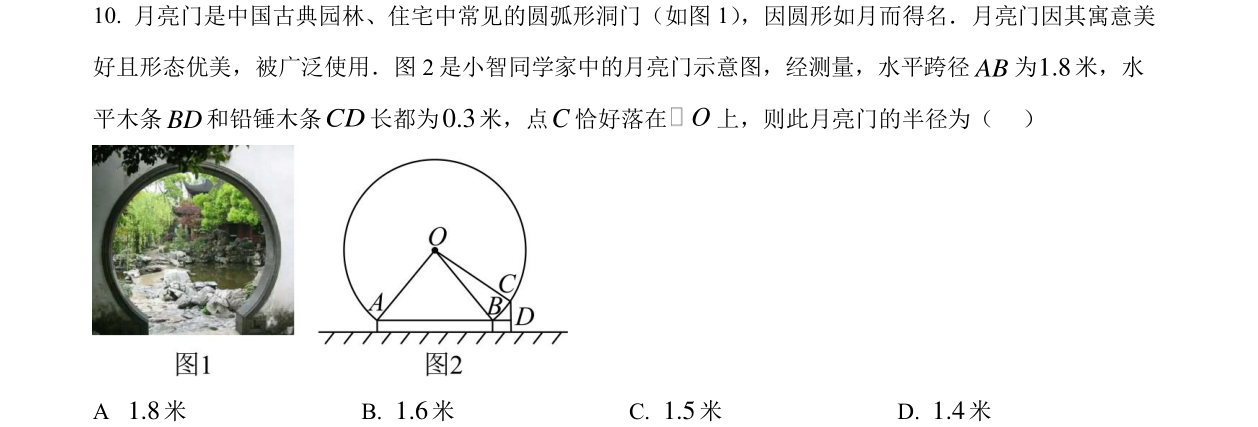 10. 月亮门是中国古典园林、住宅中常见的圆弧形洞门（如图 1），因圆形如月而得名．月亮门因其寓意美
好且形态优美，被广泛使用．图 2 是小智同学家中的月亮门示意图，经测量，水平跨径 AB 为1.8 米，水
平木条 BD 和铅锤木条 CD 长都为 0.3 米，点 C 恰好落在□ O 上，则此月亮门的半径为（ ）
O
C
A
B
D
图1
图2
A 1.8 米 B. 1.6 米 C. 1.5 米 D. 1.4 米